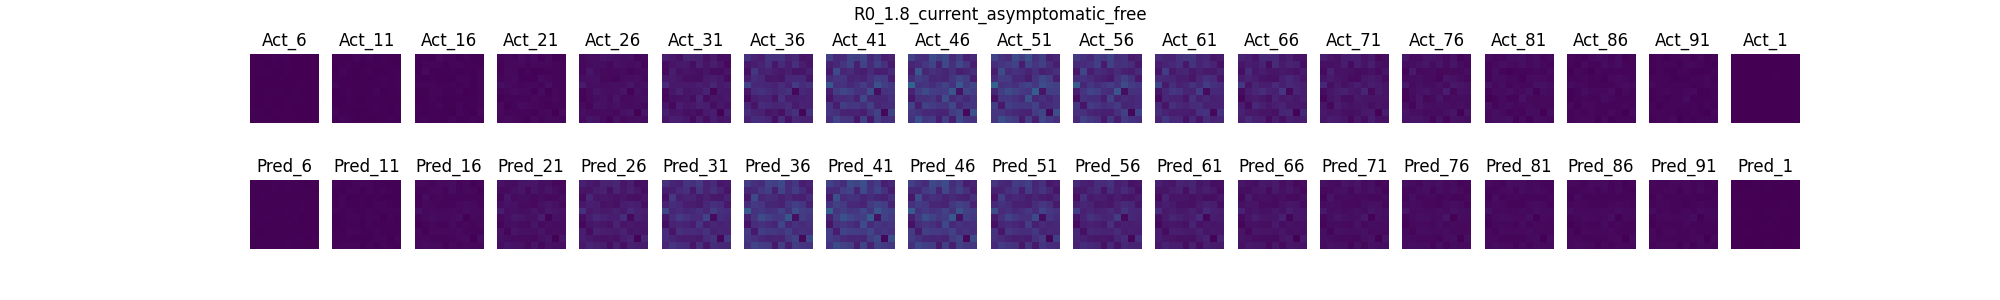 R0_1.8_current_asymptomatic_free
Act_6 Act_11 Act_16 Act_21 Act_26 Act_31 Act_36 Act_41 Act_46 Act_51 Act_56 Act_61 Act_66 Act_71 Act_76 Act_81 Act_86 Act_91 Act_1
Pred_6 Pred_11 Pred_16 Pred_21 Pred_26 Pred_31 Pred_36 Pred_41 Pred_46 Pred_51 Pred_56 Pred_61 Pred_66 Pred_71 Pred_76 Pred_81 Pred_86 Pred_91 Pred_1